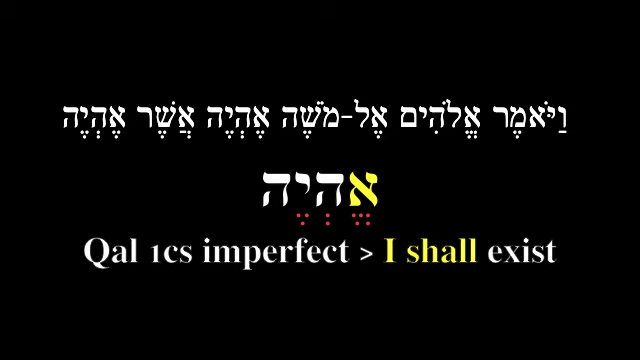 וַיֹּאמֶר אֱלֹהִים אֶל-מֹשֶׁה אֶהְיֶה אֲשֶׁר אֶהְיֶה
אֱהְיֶה
Qal 1cs imperfect > I shall exist